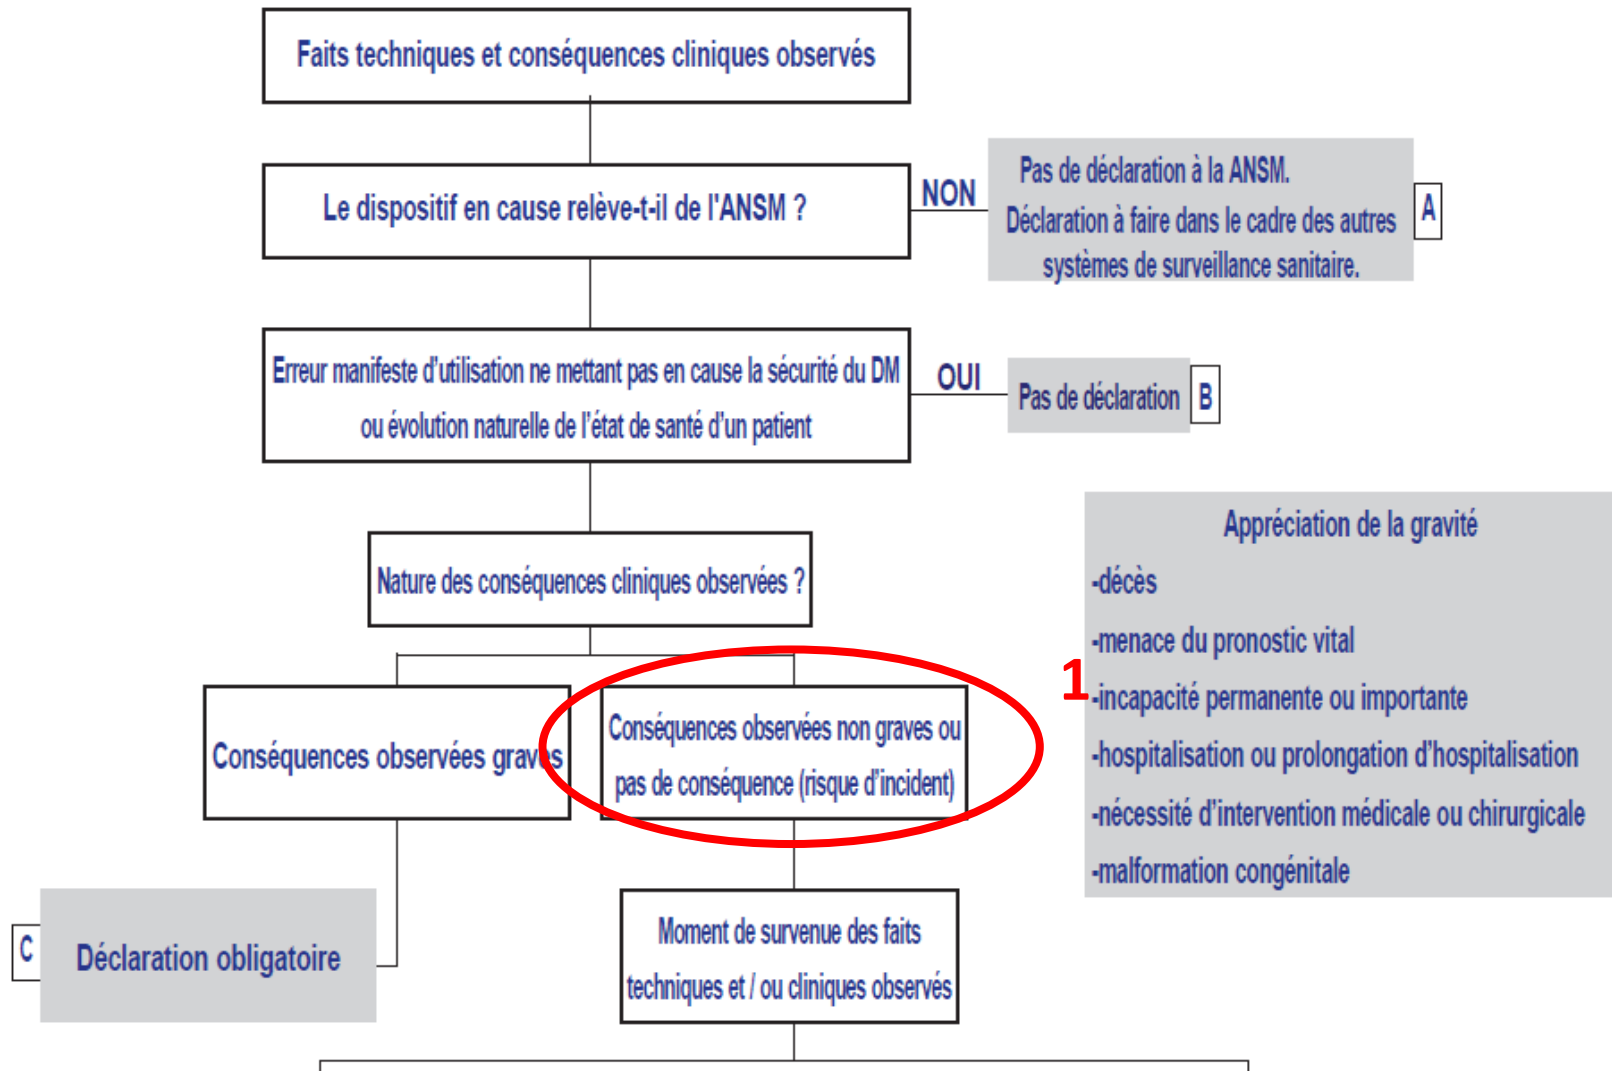 Faits techniques et conséquences cliniques observés
Le dispositif en cause relève-t-il de l'ANSM ?
NON
Pas de déclaration à la ANSM.
Déclaration à faire dans le cadre des autres
systèmes de surveillance sanitaire.
A
Erreur manifeste d’utilisation ne mettant pas en cause la sécurité du DM
ou évolution naturelle de l’état de santé d’un patient
OUI
Pas de déclaration
B
Nature des conséquences cliniques observées ?
Appréciation de la gravité
-décès
-menace du pronostic vital
-incapacité permanente ou importante
-hospitalisation ou prolongation d’hospitalisation
-nécessité d’intervention médicale ou chirurgicale
-malformation congénitale
1
Conséquences observées graves
Conséquences observées non graves ou
pas de conséquence (risque d’incident)
C
Déclaration obligatoire
Moment de survenue des faits
techniques et / ou cliniques observés